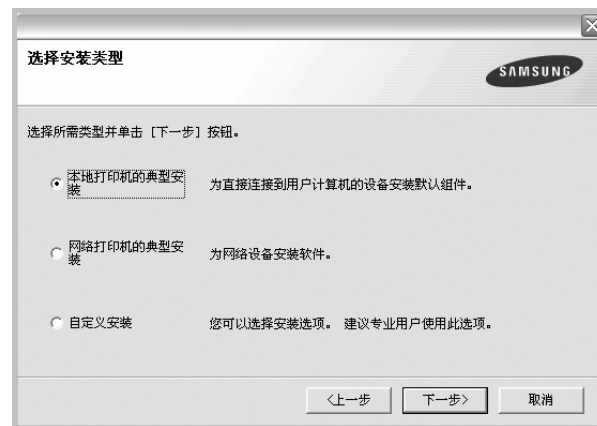 选择安装类型
SAMSUNG
选择所需类型并单击 [下一步] 按钮。
本地打印机的典型安
装
为直接连接到用户计算机的设备安装默认组件。
网络打印机的典型安
装
为网络设备安装软件。
自定义安装
您可以选择安装选项。 建议专业用户使用此选项。
<上一步
下一步>
取消